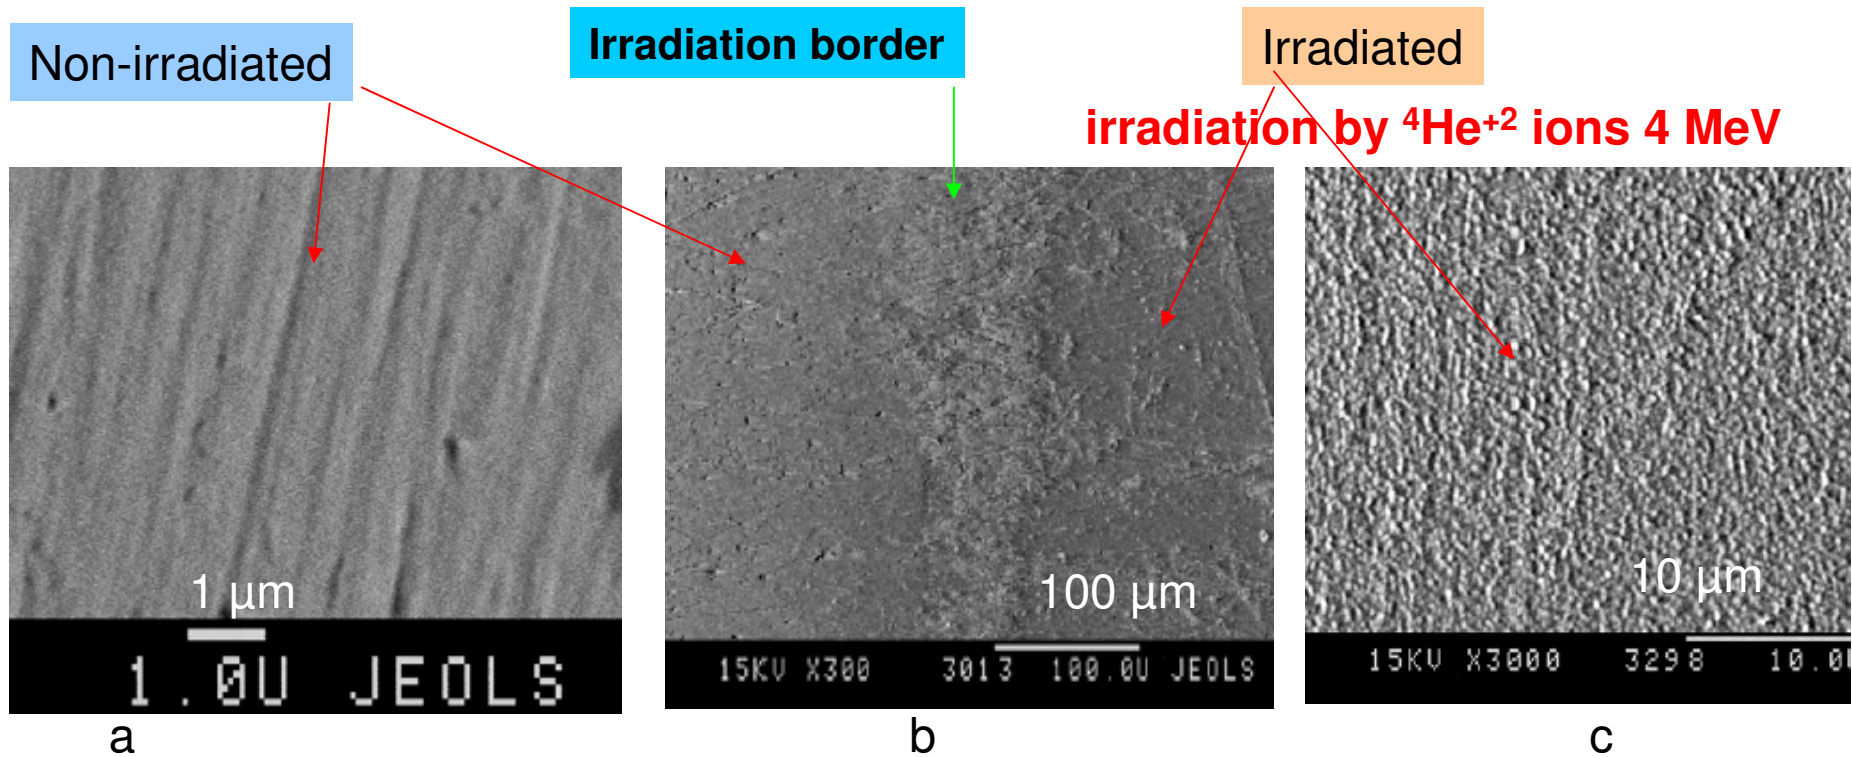 Non-irradiated
Irradiation border
Irradiated
irradiation by ⁴He⁺² ions 4 MeV
1 µm
1.0U JEOLS
a
100 µm
15KV X300 3013 100.0U JEOLS
b
10 µm
15KV X3000 3298 10.0U
c